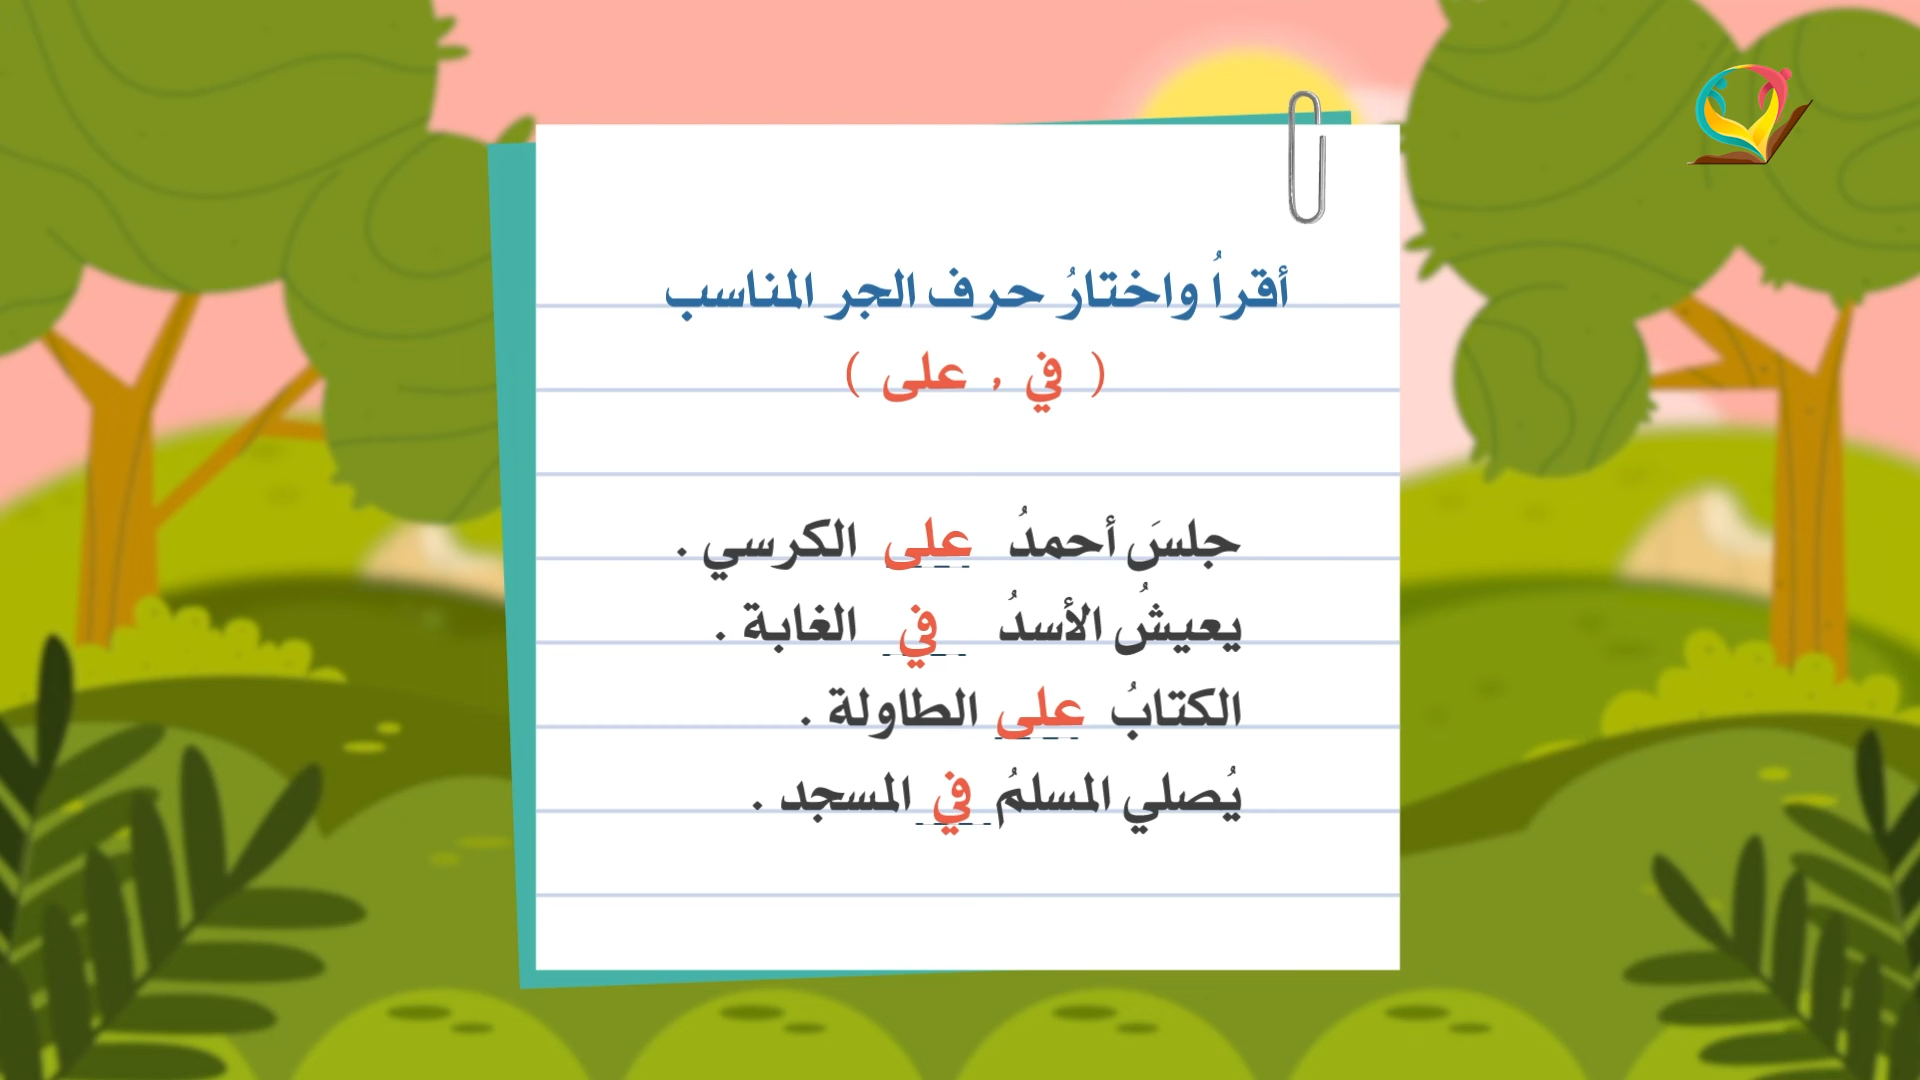 أقرأُ واختارُ حرف الجر المناسب
( في , على )
جلسَ أحمدُ على الكرسي .
يعيشُ الأسدُ في الغابة .
الكتابُ على الطاولة .
يُصلي المسلمُ في المسجد .